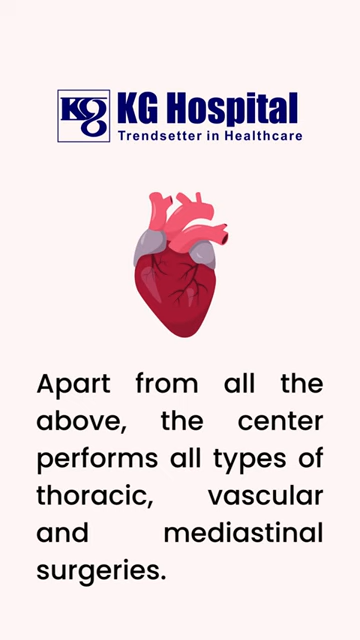 KG
KG Hospital
Trendsetter in Healthcare
Apart from all the
above, the center
performs all types of
thoracic, vascular
and mediastinal
surgeries.